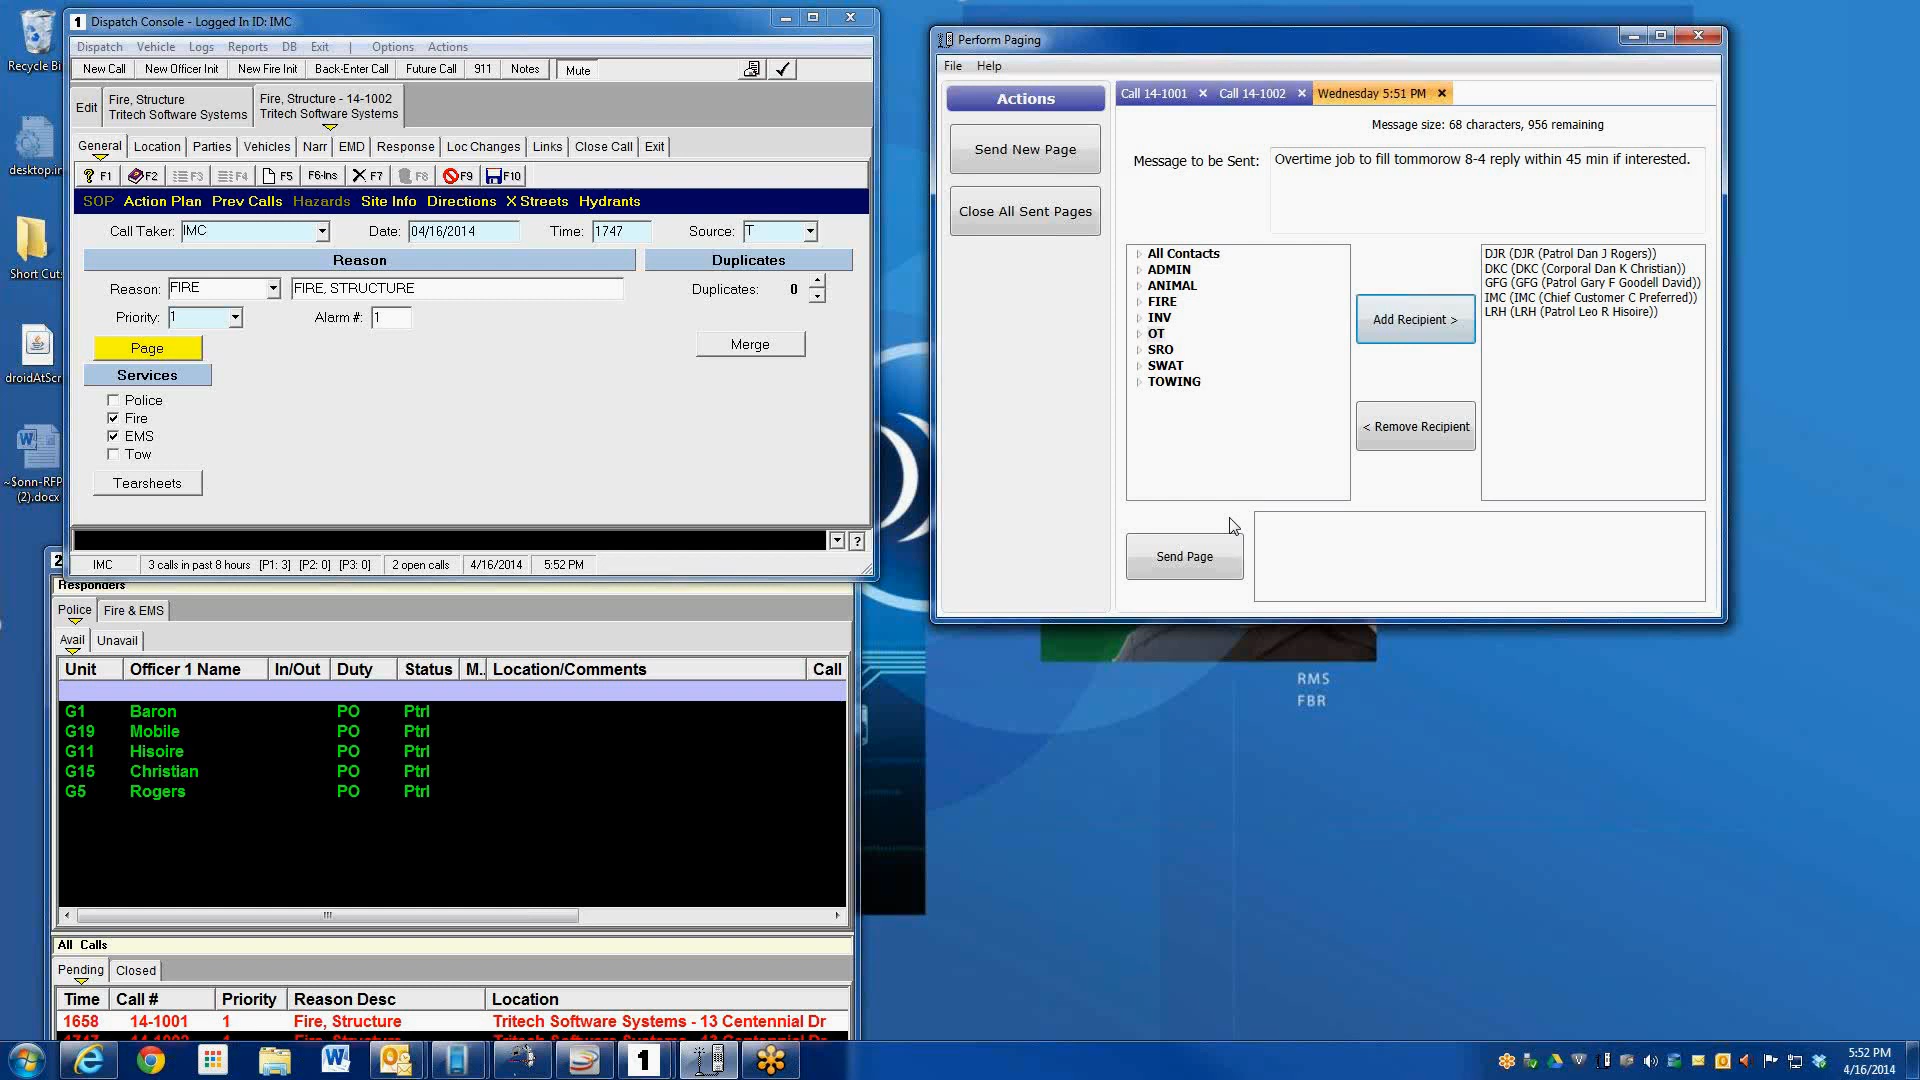 Recycle Bi
desktop.in
Short Cuts
droidAtScr
~Sonn-RFP
(2).docx
1 Dispatch Console - Logged In ID: IMC
Dispatch Vehicle Logs Reports DB Exit | Options Actions
New Call New Officer Init New Fire Init Back-Enter Call Future Call 911 Notes Mute
Edit
Fire, Structure
Tritech Software Systems
Fire, Structure - 14-1002
Tritech Software Systems
General Location Parties Vehicles Narr EMD Response Loc Changes Links Close Call Exit
? F1 F2 F3 F4 F5 F6-Ins F7 F8 F9 F10
SOP Action Plan Prev Calls Hazards Site Info Directions X Streets Hydrants
Call Taker: IMC Date: 04/16/2014 Time: 1747 Source: T
Reason Duplicates
Reason: FIRE FIRE, STRUCTURE Duplicates: 0
Priority: 1 Alarm #: 1
Page Merge
Services
Police
Fire
EMS
Tow
Tearsheets
?
IMC 3 calls in past 8 hours [P1: 3] [P2: 0] [P3: 0] 2 open calls 4/16/2014 5:52 PM
2
Responders
Police Fire & EMS
Avail Unavail
Unit Officer 1 Name In/Out Duty Status M.. Location/Comments Call
G1 Baron PO Ptrl
G19 Mobile PO Ptrl
G11 Hisoire PO Ptrl
G15 Christian PO Ptrl
G5 Rogers PO Ptrl
All Calls
Pending Closed
Time Call # Priority Reason Desc Location
1658 14-1001 1 Fire, Structure Tritech Software Systems - 13 Centennial Dr
Perform Paging
File Help
Actions
Send New Page
Close All Sent Pages
Call 14-1001 Call 14-1002 Wednesday 5:51 PM
Message size: 68 characters, 956 remaining
Message to be Sent: Overtime job to fill tommorow 8-4 reply within 45 min if interested.
All Contacts
ADMIN
ANIMAL
FIRE
INV
OT
SRO
SWAT
TOWING
Add Recipient >
< Remove Recipient
DJR (DJR (Patrol Dan J Rogers))
DKC (DKC (Corporal Dan K Christian))
GFG (GFG (Patrol Gary F Goodell David))
IMC (IMC (Chief Customer C Preferred))
LRH (LRH (Patrol Leo R Hisoire))
Send Page
RMS
FBR
1
5:52 PM
4/16/2014